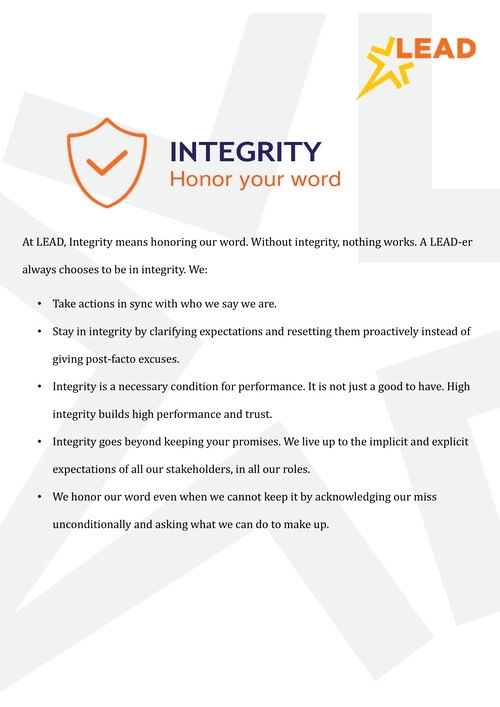 LEAD
INTEGRITY
Honor your word
At LEAD, Integrity means honoring our word. Without integrity, nothing works. A LEAD-er
always chooses to be in integrity. We:
• Take actions in sync with who we say we are.
• Stay in integrity by clarifying expectations and resetting them proactively instead of
giving post-facto excuses.
• Integrity is a necessary condition for performance. It is not just a good to have. High
integrity builds high performance and trust.
• Integrity goes beyond keeping your promises. We live up to the implicit and explicit
expectations of all our stakeholders, in all our roles.
• We honor our word even when we cannot keep it by acknowledging our miss
unconditionally and asking what we can do to make up.